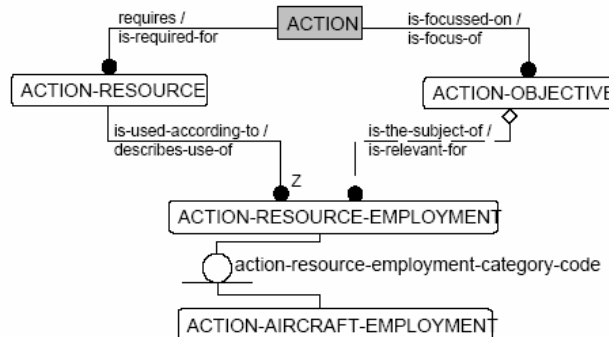 requires /
is-required-for
ACTION
is-focussed-on /
is-focus-of
ACTION-RESOURCE
ACTION-OBJECTIVE
is-used-according-to /
describes-use-of
is-the-subject-of /
is-relevant-for
Z
ACTION-RESOURCE-EMPLOYMENT
action-resource-employment-category-code
ACTION-AIRCRAFT-EMPLOYMENT